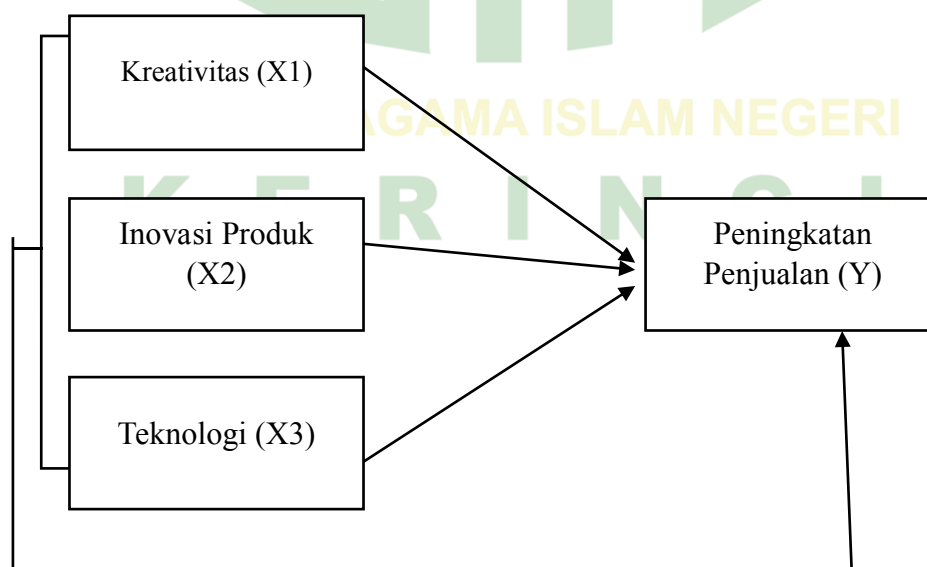 Kreativitas (X1)
AGAMA ISLAM NEGERI
K E R I N C I
Inovasi Produk
(X2)
Peningkatan
Penjualan (Y)
Teknologi (X3)